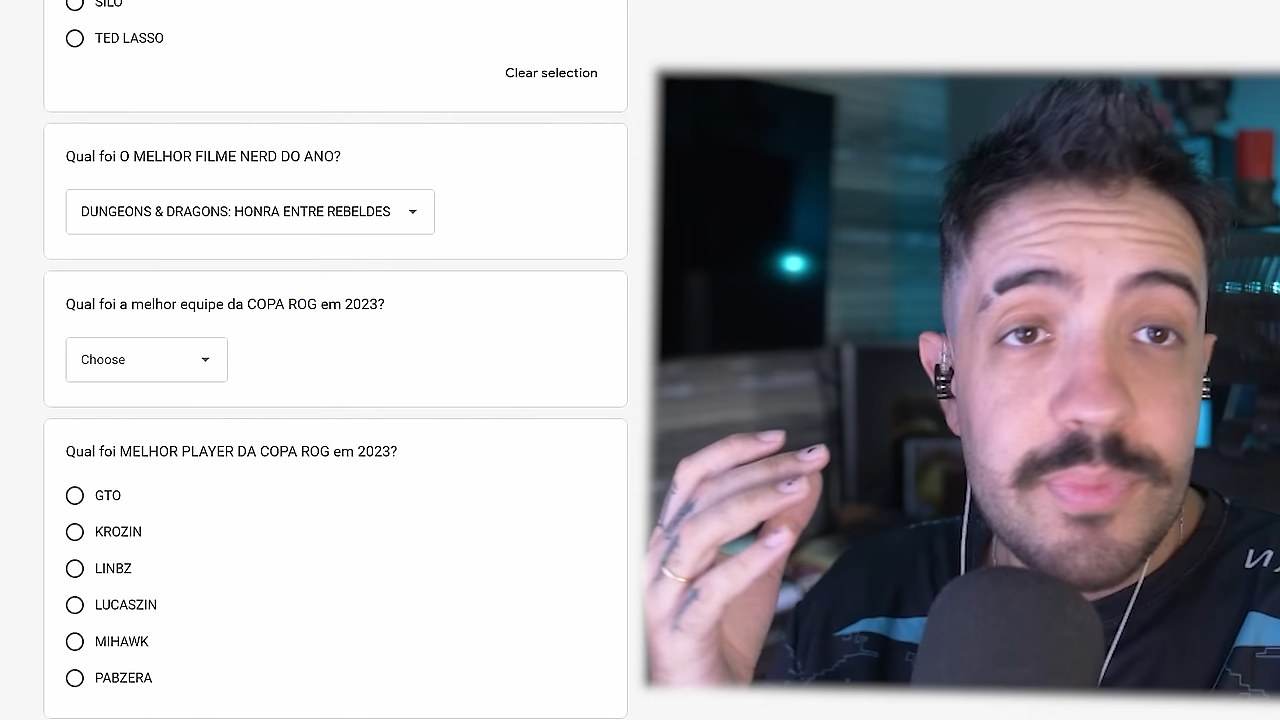 SILO
TED LASSO
Clear selection
Qual foi O MELHOR FILME NERD DO ANO?
DUNGEONS & DRAGONS: HONRA ENTRE REBELDES
Qual foi a melhor equipe da COPA ROG em 2023?
Choose
Qual foi MELHOR PLAYER DA COPA ROG em 2023?
GTO
KROZIN
LINBZ
LUCASZIN
MIHAWK
PABZERA